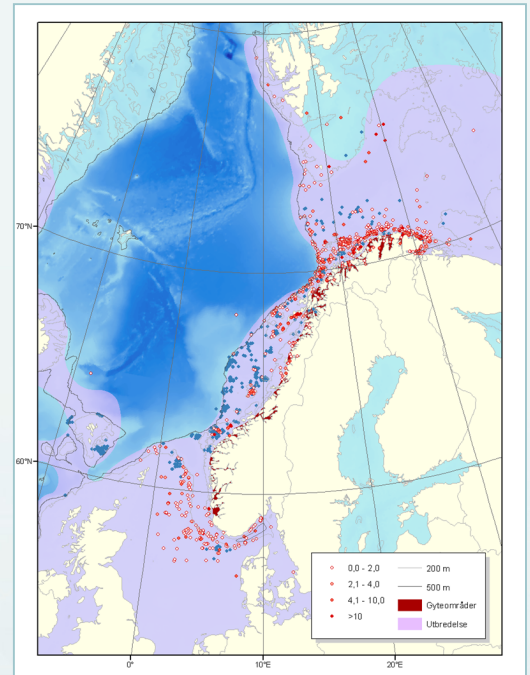 70°N
60°N
0,0 - 2,0
2,1 - 4,0
4,1 - 10,0
>10
200 m
500 m
Gyteområder
Utbredelse
0°
10°E
20°E